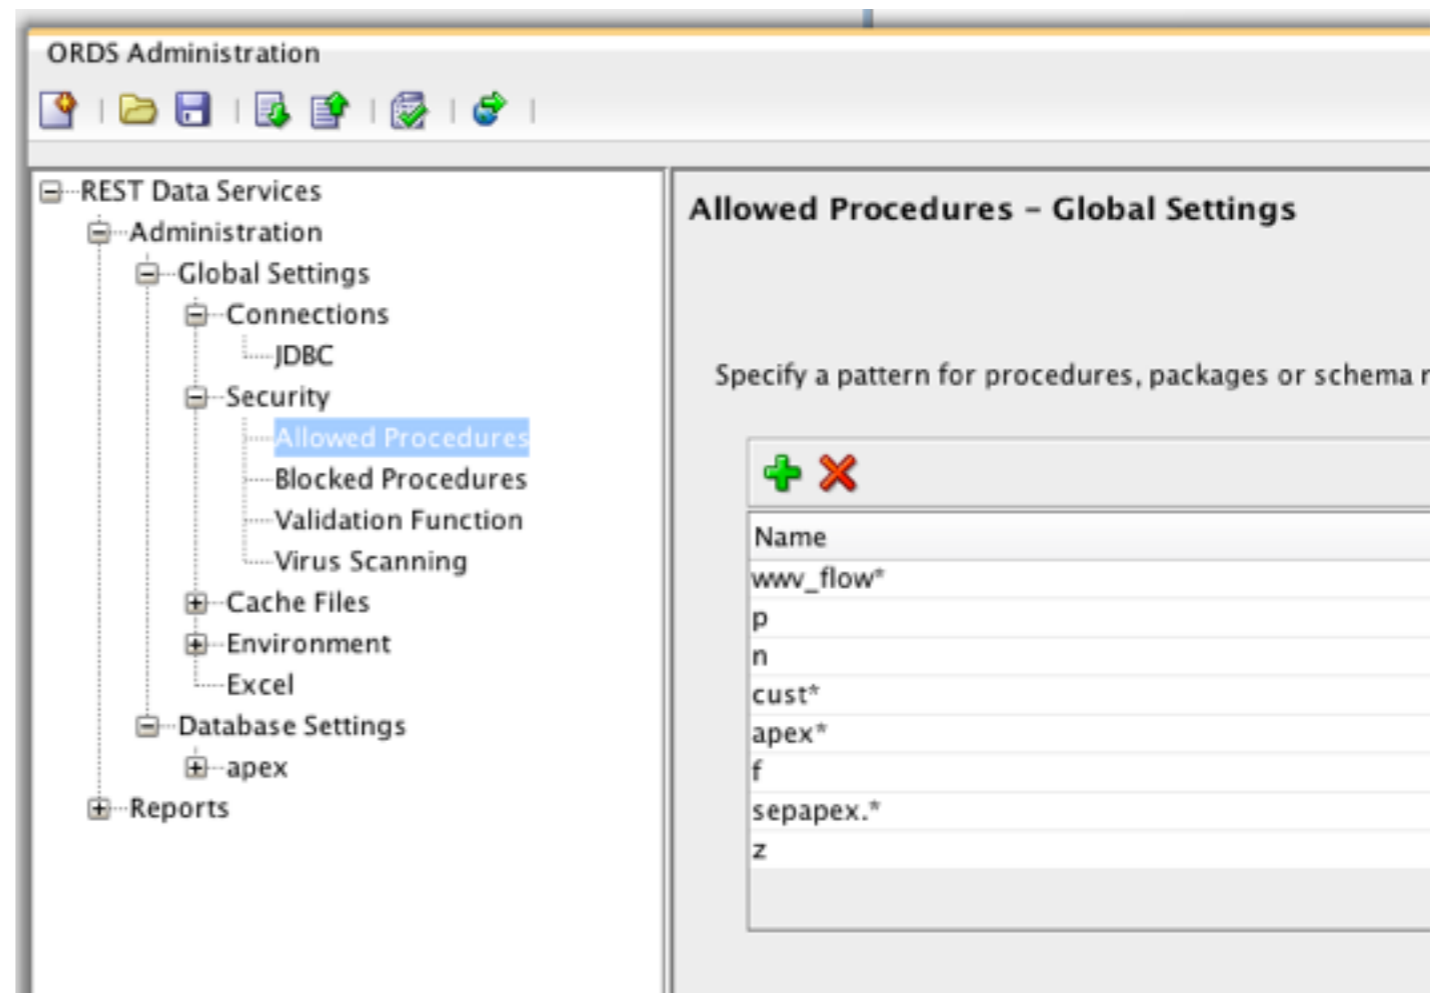 ORDS Administration
REST Data Services
Administration
Global Settings
Connections
JDBC
Security
Allowed Procedures
Blocked Procedures
Validation Function
Virus Scanning
Cache Files
Environment
Excel
Database Settings
apex
Reports
Allowed Procedures – Global Settings
Specify a pattern for procedures, packages or schema
Name
wwv_flow*
p
n
cust*
apex*
f
sepapex.*
z